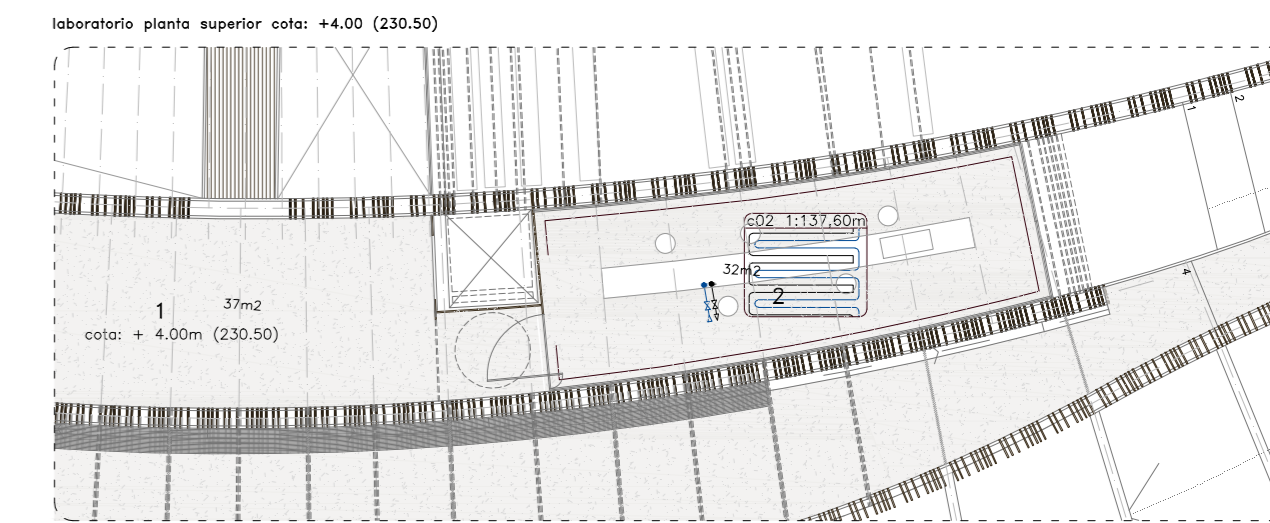 laboratorio planta superior cota: +4.00 (230.50)
2
1
c02 1:137,60m
32m2
4
2
37m2
1
cota: + 4.00m (230.50)